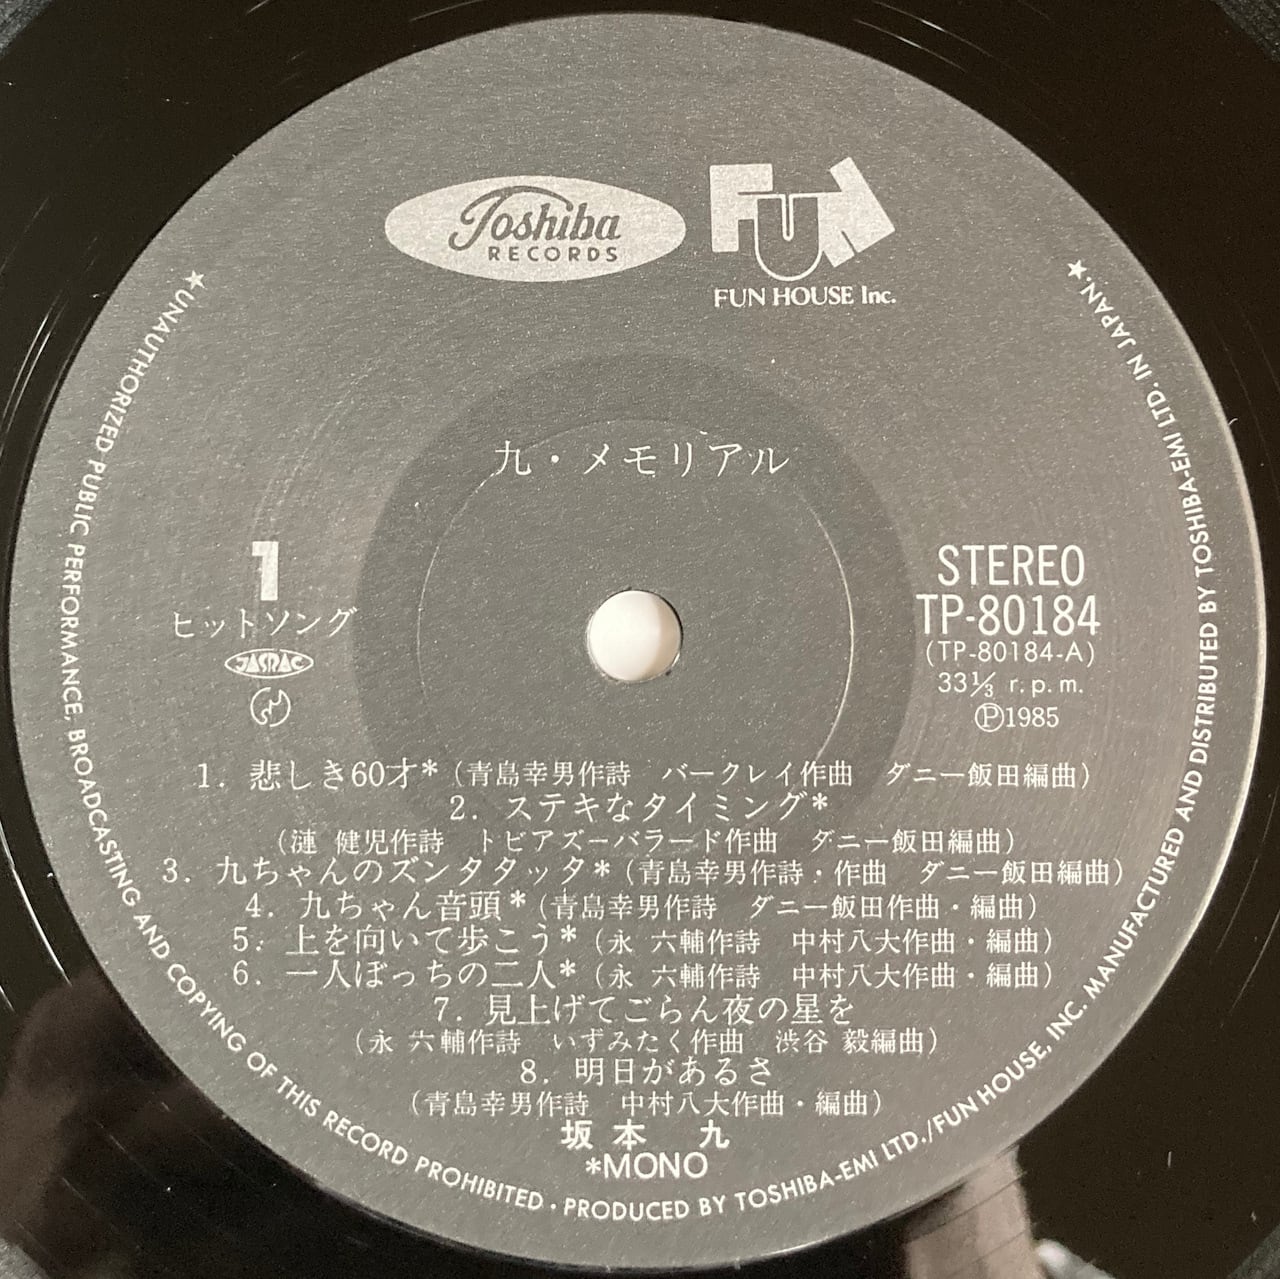 Toshiba
RECORDS
FUN
FUN HOUSE Inc.
九・メモリアル
1
ヒットソング
JASRAC
STEREO
TP-80184
(TP-80184-A)
33⅓ r.p.m.
Ⓟ1985
1. 悲しき60才*(青島幸男作詩 バークレイ作曲 ダニー飯田編曲)
2. ステキなタイミング*
(漣 健児作詩 トビアズーバラード作曲 ダニー飯田編曲)
3. 九ちゃんのズンタタッタ*(青島幸男作詩・作曲 ダニー飯田編曲)
4. 九ちゃん音頭*(青島幸男作詩 ダニー飯田作曲・編曲)
5. 上を向いて歩こう*(永 六輔作詩 中村八大作曲・編曲)
6. 一人ぼっちの二人*(永 六輔作詩 中村八大作曲・編曲)
7. 見上げてごらん夜の星を
(永 六輔作詩 いずみたく作曲 渋谷 毅編曲)
8. 明日があるさ
(青島幸男作詩 中村八大作曲・編曲)
坂本 九
*MONO
★UNAUTHORIZED PUBLIC PERFORMANCE, BROADCASTING AND COPYING OF THIS RECORD PROHIBITED・PRODUCED BY TOSHIBA-EMI LTD./FUN HOUSE, INC. MANUFACTURED AND DISTRIBUTED BY TOSHIBA-EMI LTD. IN JAPAN.★